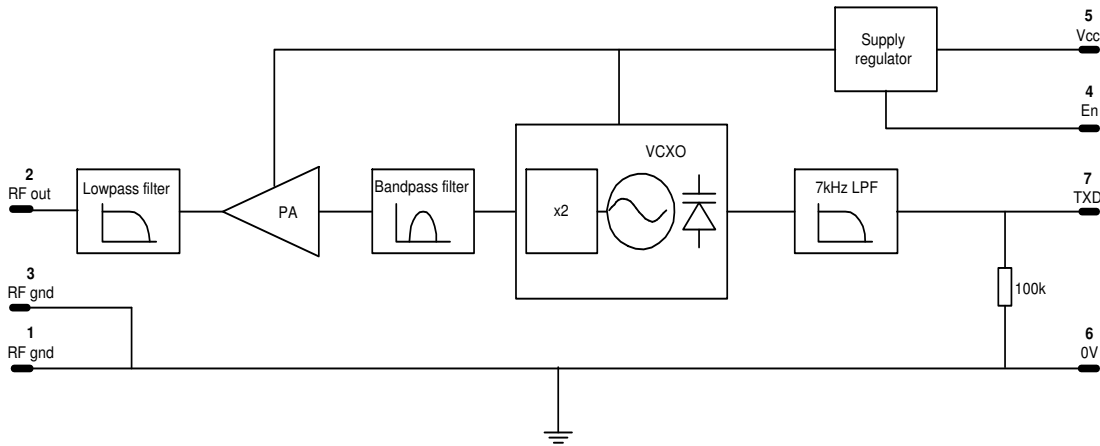 5
Vcc
Supply
regulator
4
En
VCXO
2
RF out
Lowpass filter
PA
Bandpass filter
x2
7kHz LPF
7
TXD
3
RF gnd
100k
1
RF gnd
6
0V